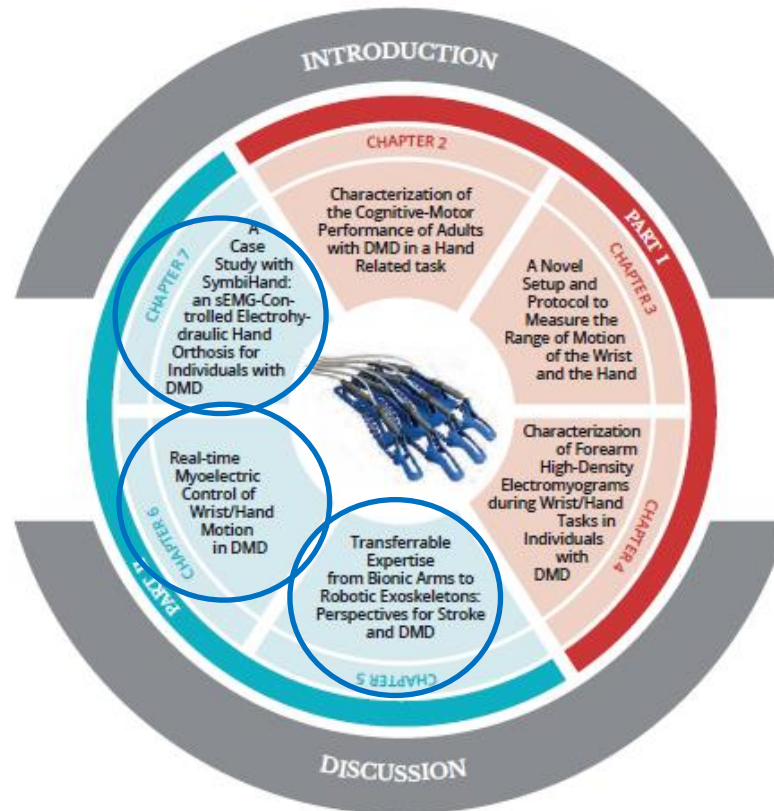 INTRODUCTION
CHAPTER 2
Characterization of
the Cognitive-Motor
Performance of Adults
with DMD in a Hand
Related task
PART I
CHAPTER 3
A Novel
Setup and
Protocol to
Measure the
Range of Motion
of the Wrist
and the Hand
CHAPTER 4
Characterization
of Forearm
High-Density
Electromyograms
during Wrist/Hand
Tasks in
Individuals
with
DMD
CHAPTER 5
Transferrable
Expertise
from Bionic Arms to
Robotic Exoskeletons:
Perspectives for Stroke
and DMD
PART
CHAPTER 6
Real-time
Myoelectric
Control of
Wrist/Hand
Motion
in DMD
CHAPTER 7
A
Case
Study with
SymbiHand:
an sEMG-Con-
trolled Electrohy-
draulic Hand
Orthosis for
Individuals with
DMD
DISCUSSION